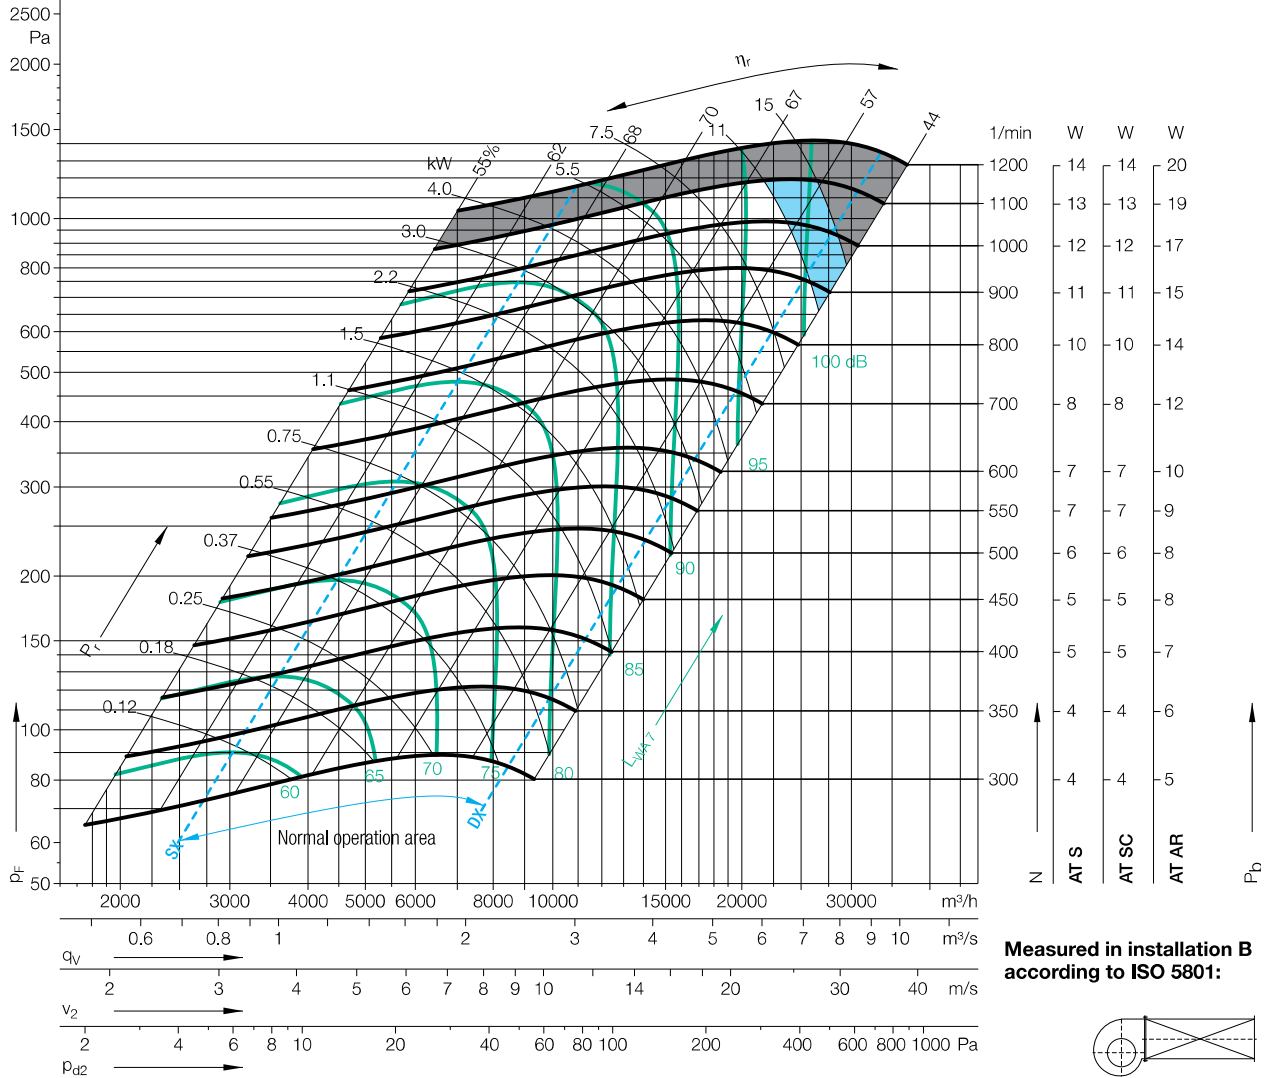 2500
Pa
2000
1500
1000
800
600
500
400
300
200
150
100
80
60
50
pF
Pr
ηr
kW
55%
62
68
70
67
57
44
15
11
7.5
5.5
4.0
3.0
2.2
1.5
1.1
0.75
0.55
0.37
0.25
0.18
0.12
60
65
70
75
80
85
90
95
100 dB
LWA 7
SX
DX
Normal operation area
1/min W W W
1200 14 14 20
1100 13 13 19
1000 12 12 17
900 11 11 15
800 10 10 14
700 8 8 12
600 7 7 10
550 7 7 9
500 6 6 8
450 5 5 8
400 5 5 7
350 4 4 6
300 4 4 5
N AT S AT SC AT AR Pb
2000 3000 4000 5000 6000 8000 10000 15000 20000 30000 m³/h
0.6 0.8 1 2 3 4 5 6 7 8 9 10 m³/s
qV
2 3 4 5 6 7 8 9 10 14 20 30 40 m/s
v2
2 4 6 8 10 20 40 60 80 100 200 400 600 800 1000 Pa
pd2
Measured in installation B
according to ISO 5801: